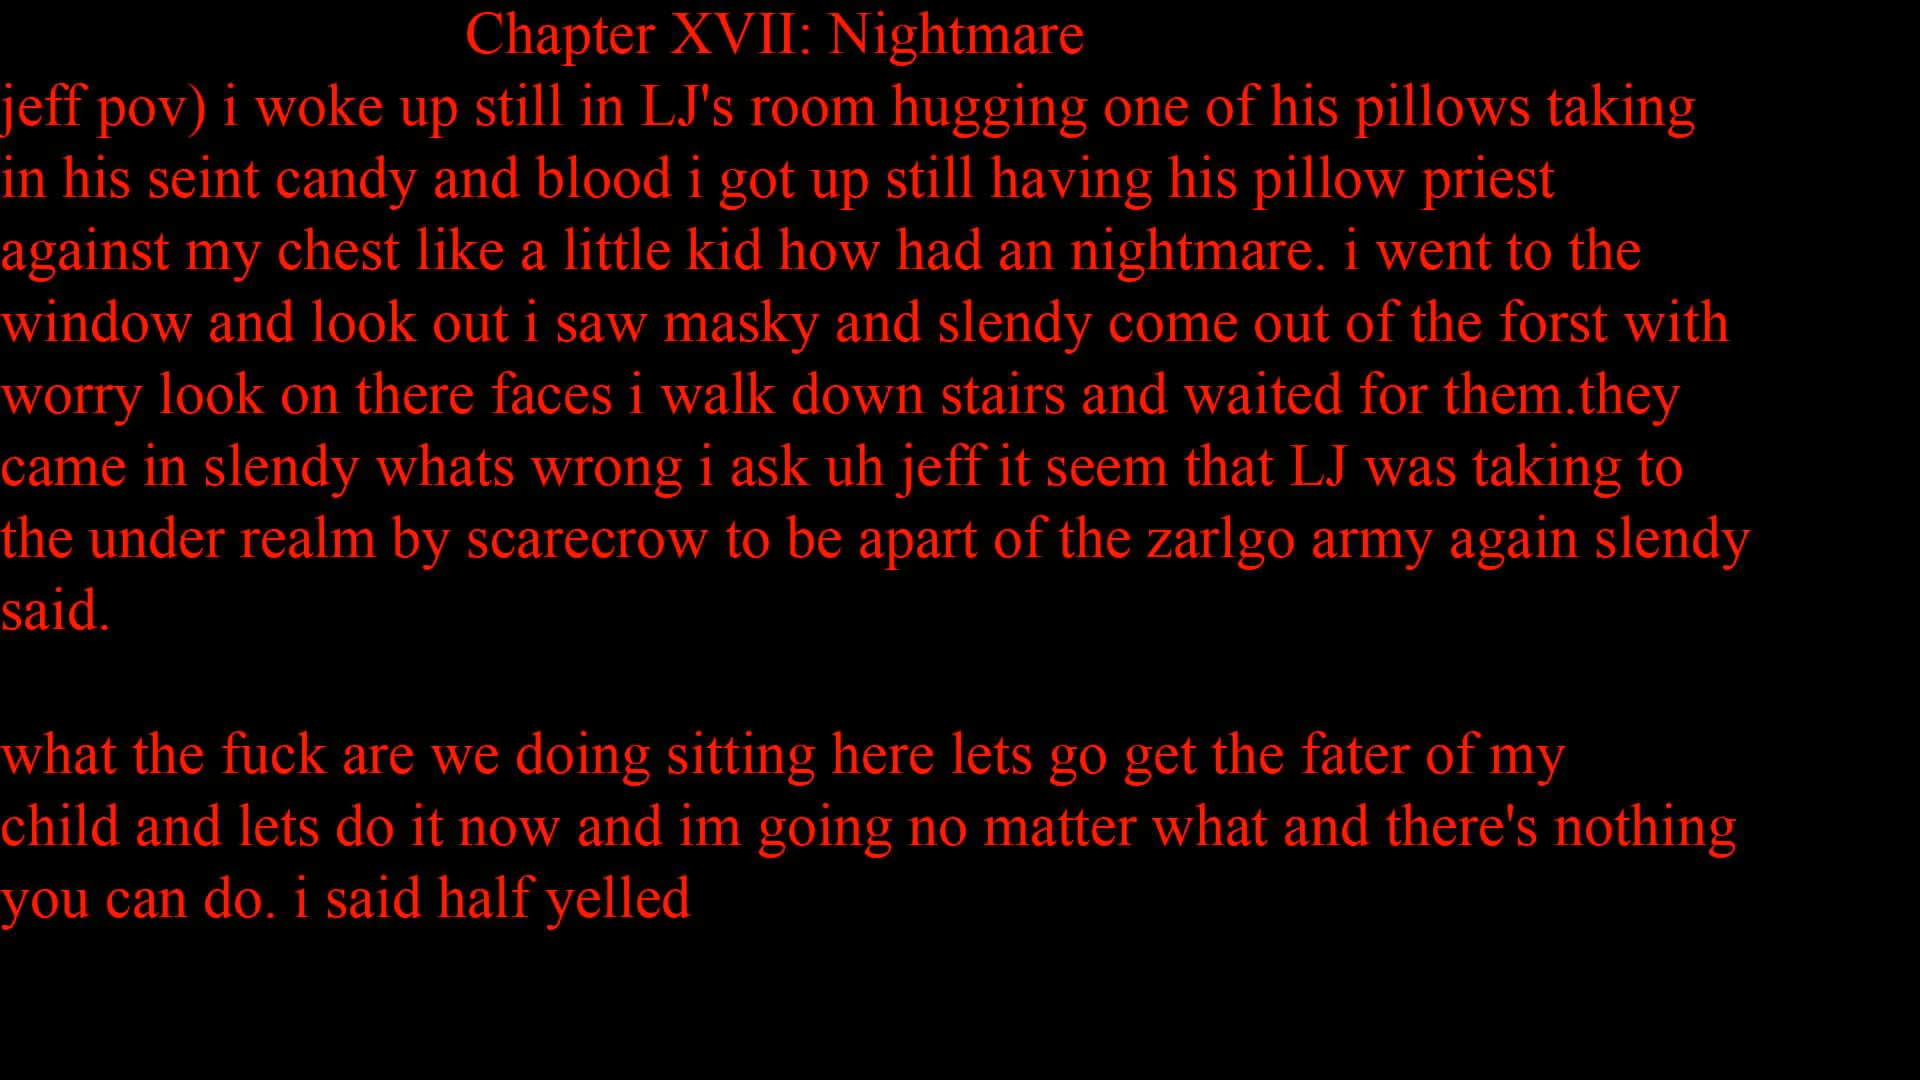 Chapter XVII: Nightmare
jeff pov) i woke up still in LJ's room hugging one of his pillows taking
in his seint candy and blood i got up still having his pillow priest
against my chest like a little kid how had an nightmare. i went to the
window and look out i saw masky and slendy come out of the forst with
worry look on there faces i walk down stairs and waited for them.they
came in slendy whats wrong i ask uh jeff it seem that LJ was taking to
the under realm by scarecrow to be apart of the zarlgo army again slendy
said.
what the fuck are we doing sitting here lets go get the fater of my
child and lets do it now and im going no matter what and there's nothing
you can do. i said half yelled